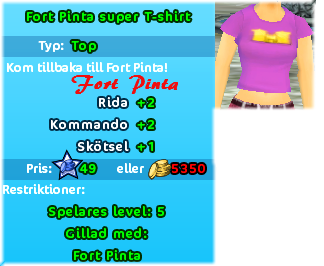 Fort Pinta super T-shirt
Typ: Top
Kom tillbaka till Fort Pinta!
Fort Pinta
Rida +2
Kommando +2
Skötsel +1
Pris: 49 eller 5350
Restriktioner:
Spelares level: 5
Gillad med:
Fort Pinta